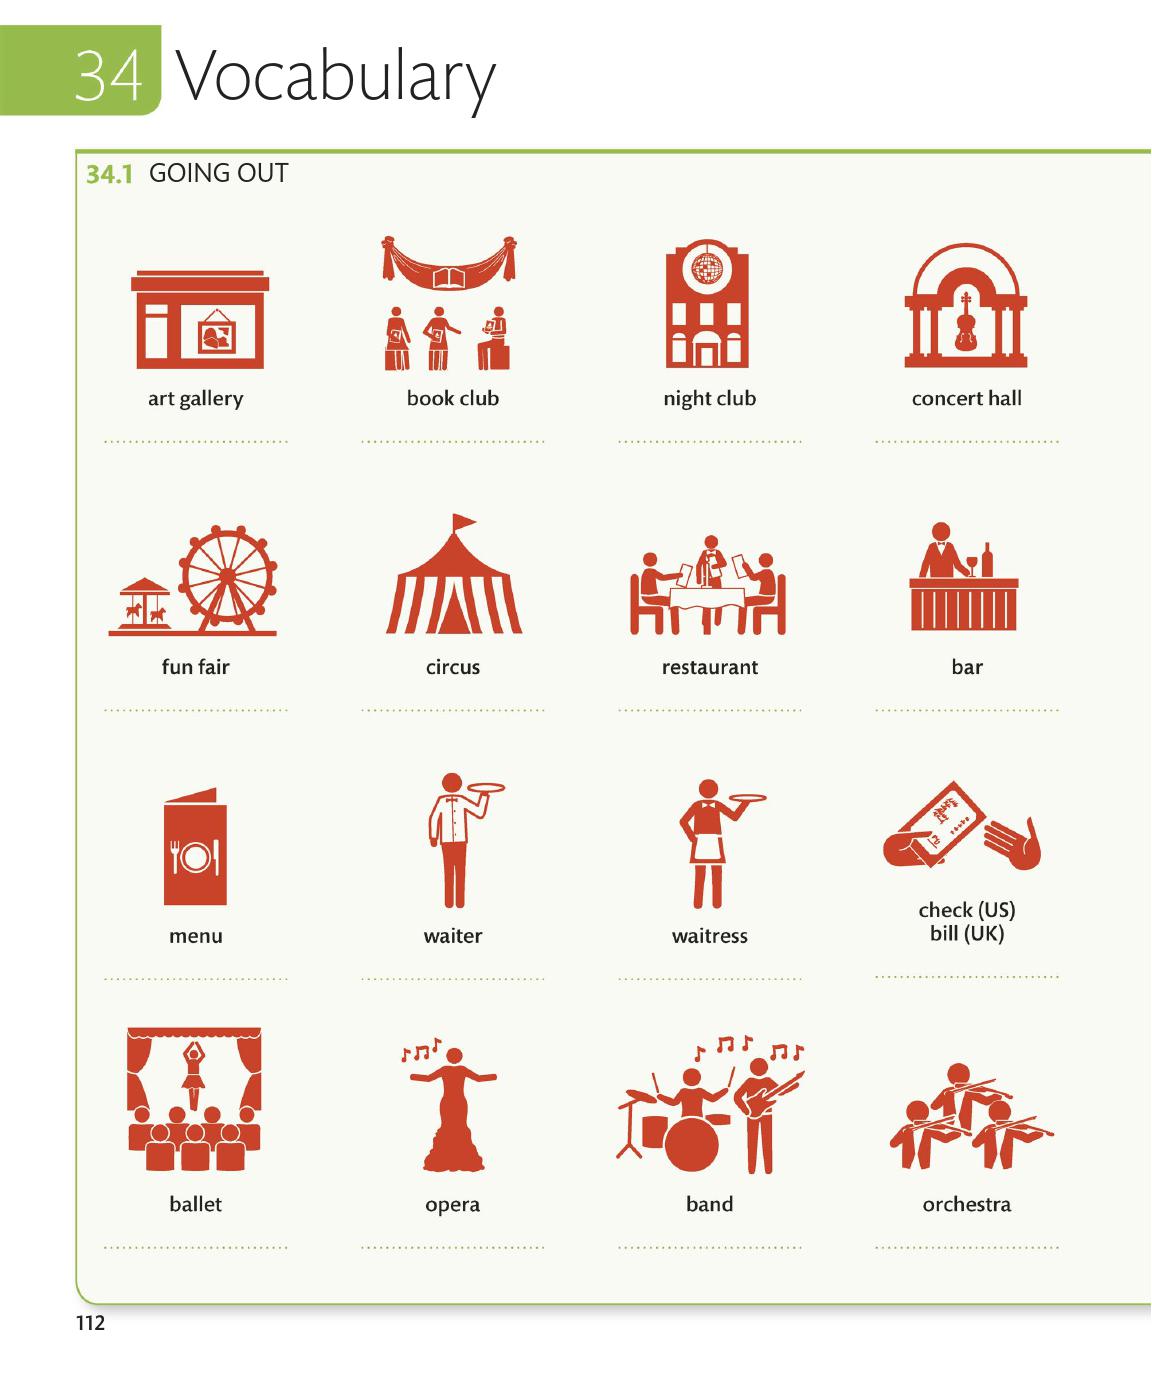 34 Vocabulary
34.1 GOING OUT
art gallery
book club
night club
concert hall
fun fair
circus
restaurant
bar
menu
waiter
waitress
check (US)
bill (UK)
ballet
opera
band
orchestra
112